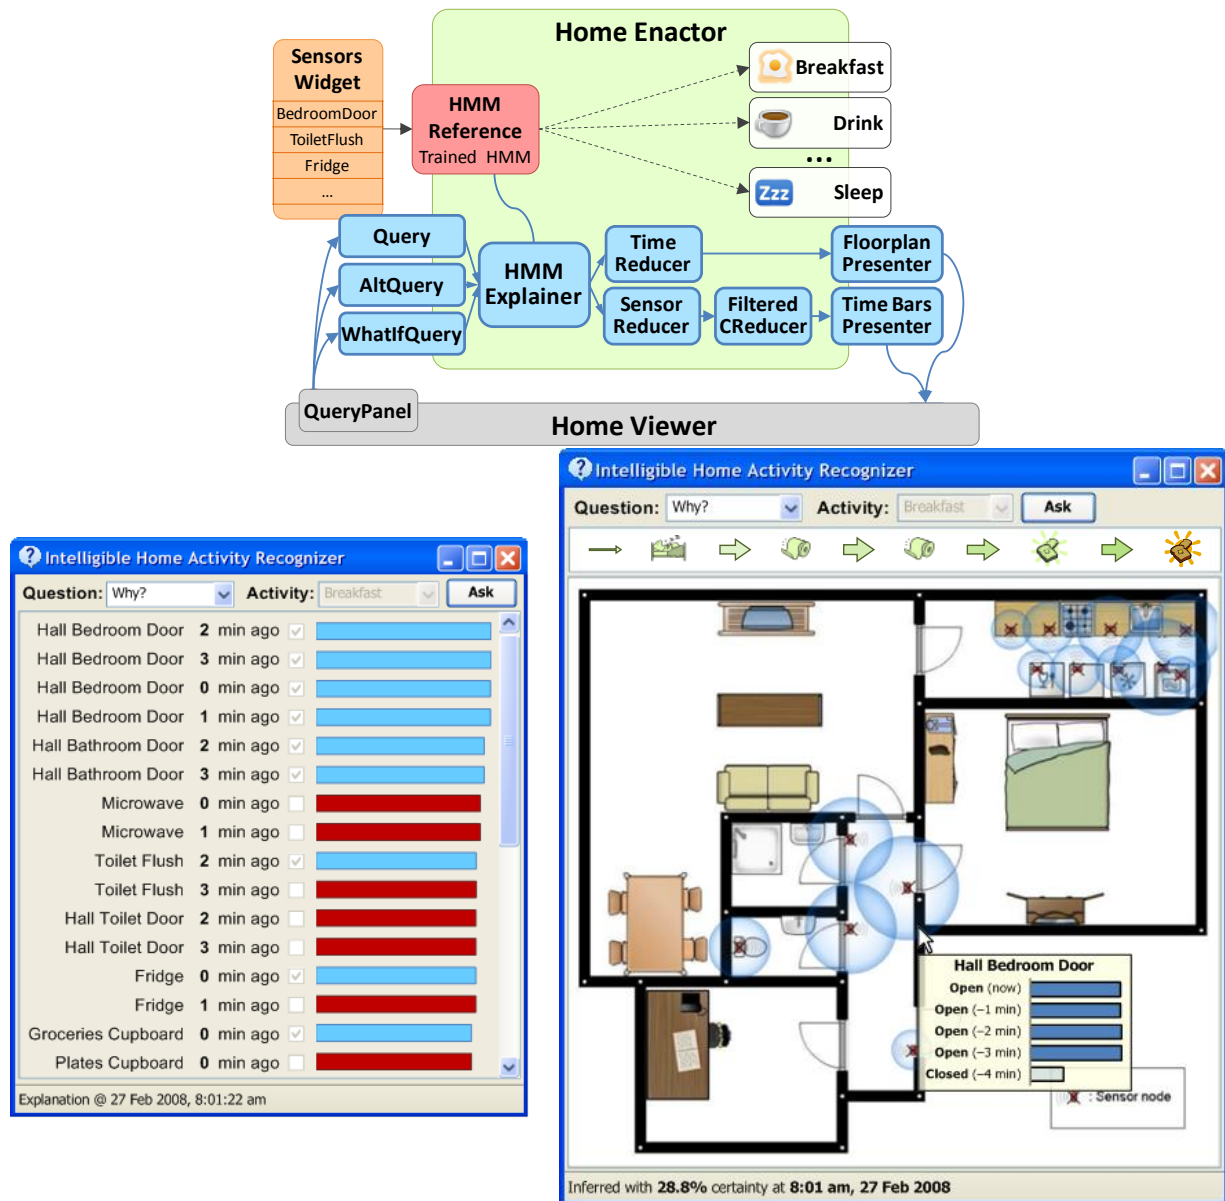 Home Enactor
Sensors
Widget
BedroomDoor
ToiletFlush
Fridge
...
HMM
Reference
Trained HMM
Breakfast
Drink
...
Zzz
Sleep
Query
AltQuery
WhatIfQuery
HMM
Explainer
Time
Reducer
Sensor
Reducer
Filtered
CReducer
Floorplan
Presenter
Time Bars
Presenter
QueryPanel
Home Viewer
Intelligible Home Activity Recognizer
Question: Why? Activity: Breakfast Ask
Hall Bedroom Door 2 min ago
Hall Bedroom Door 3 min ago
Hall Bedroom Door 0 min ago
Hall Bedroom Door 1 min ago
Hall Bathroom Door 2 min ago
Hall Bathroom Door 3 min ago
Microwave 0 min ago
Microwave 1 min ago
Toilet Flush 2 min ago
Toilet Flush 3 min ago
Hall Toilet Door 2 min ago
Hall Toilet Door 3 min ago
Fridge 0 min ago
Fridge 1 min ago
Groceries Cupboard 0 min ago
Plates Cupboard 0 min ago
Explanation @ 27 Feb 2008, 8:01:22 am
Intelligible Home Activity Recognizer
Question: Why? Activity: Breakfast Ask
Hall Bedroom Door
Open (now)
Open (−1 min)
Open (−2 min)
Open (−3 min)
Closed (−4 min)
: Sensor node
Inferred with 28.8% certainty at 8:01 am, 27 Feb 2008